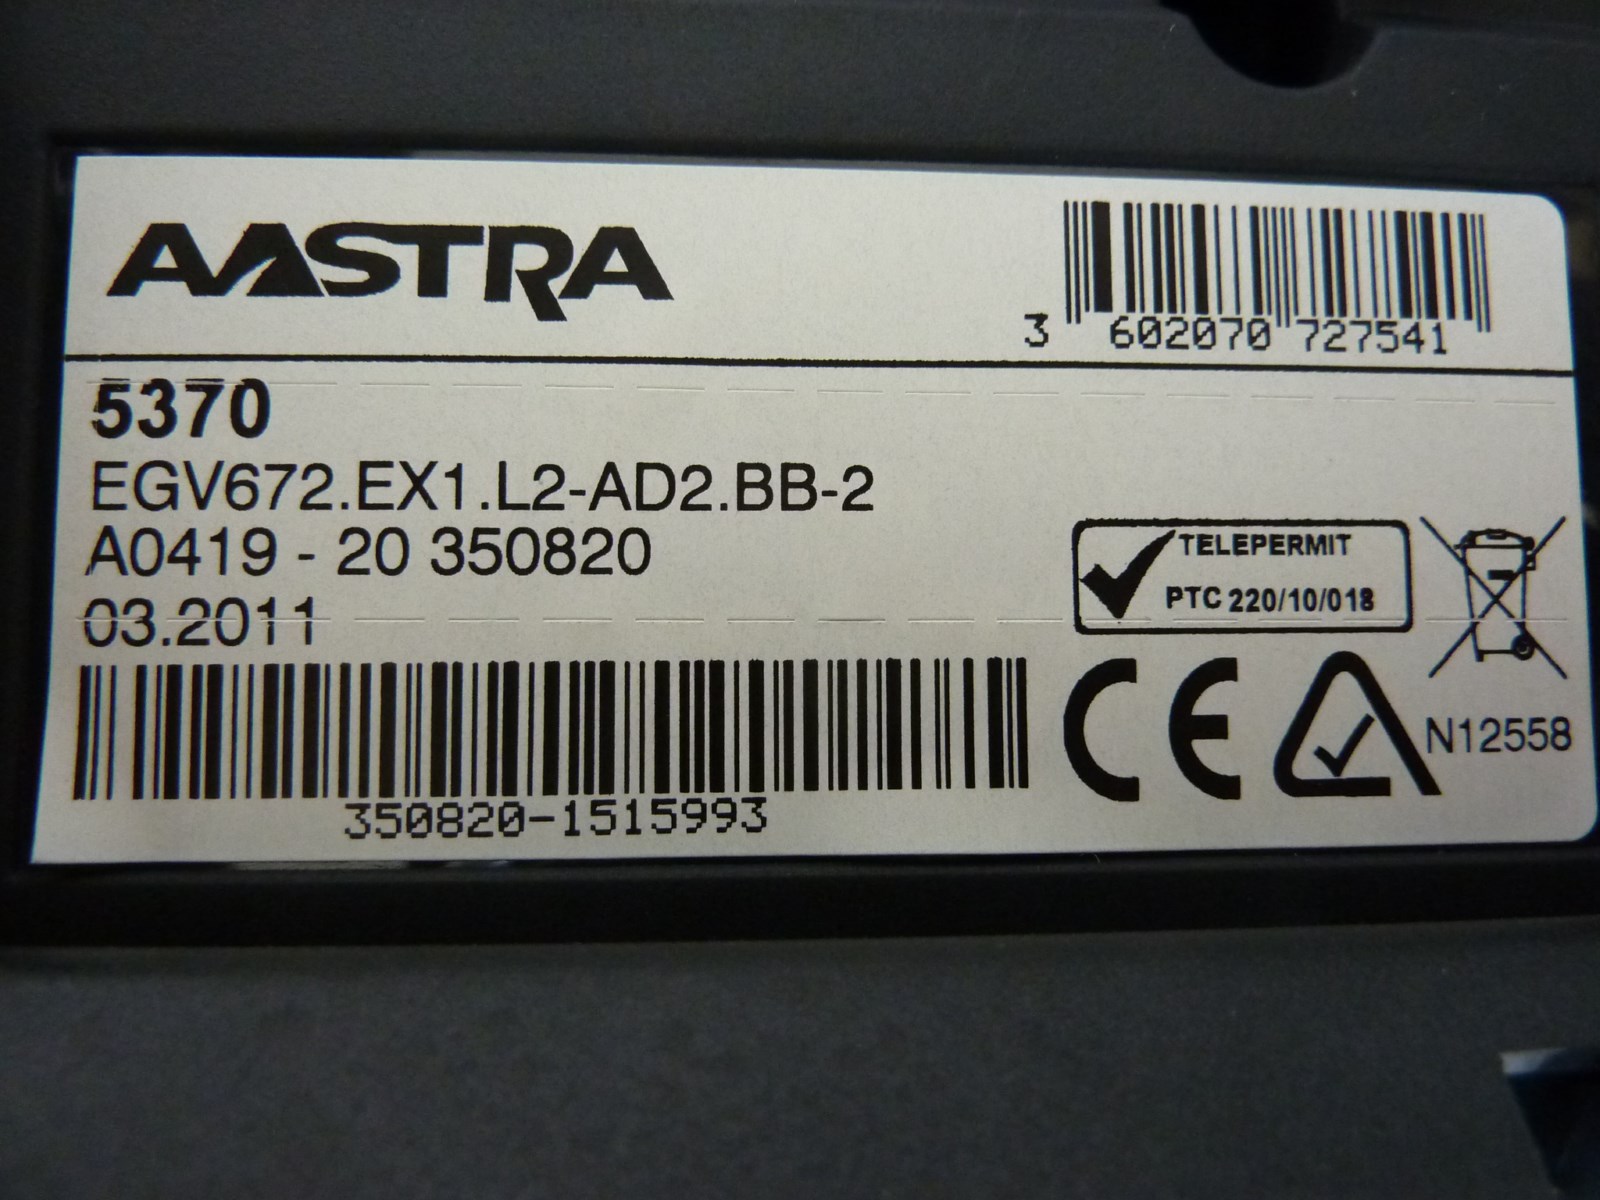 AASTRA
3 602070 727541
5370
EGV672.EX1.L2-AD2.BB-2
A0419 - 20 350820
03.2011
350820-1515993
TELEPERMIT
PTC 220/10/018
CE
N12558